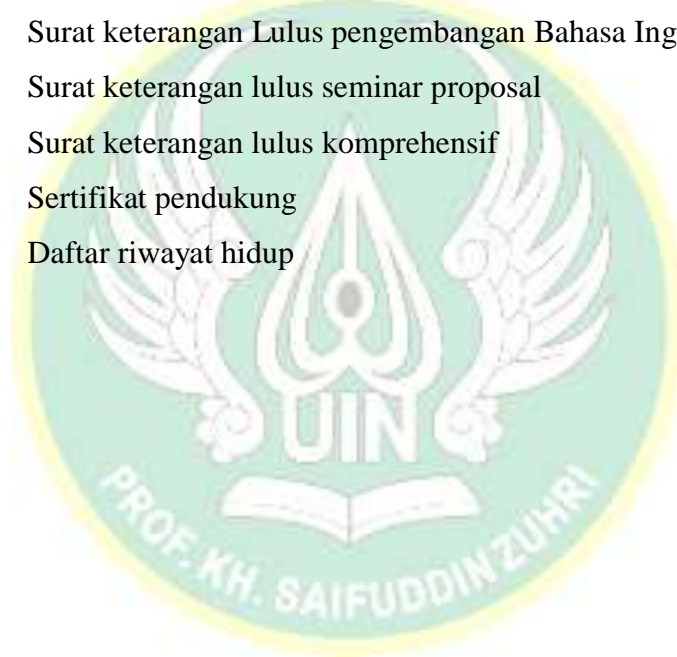 Surat keterangan Lulus pengembangan Bahasa Ing
Surat keterangan lulus seminar proposal
Surat keterangan lulus komprehensif
Sertifikat pendukung
Daftar riwayat hidup
UIN
PROF. KH. SAIFUDDIN ZUHRI